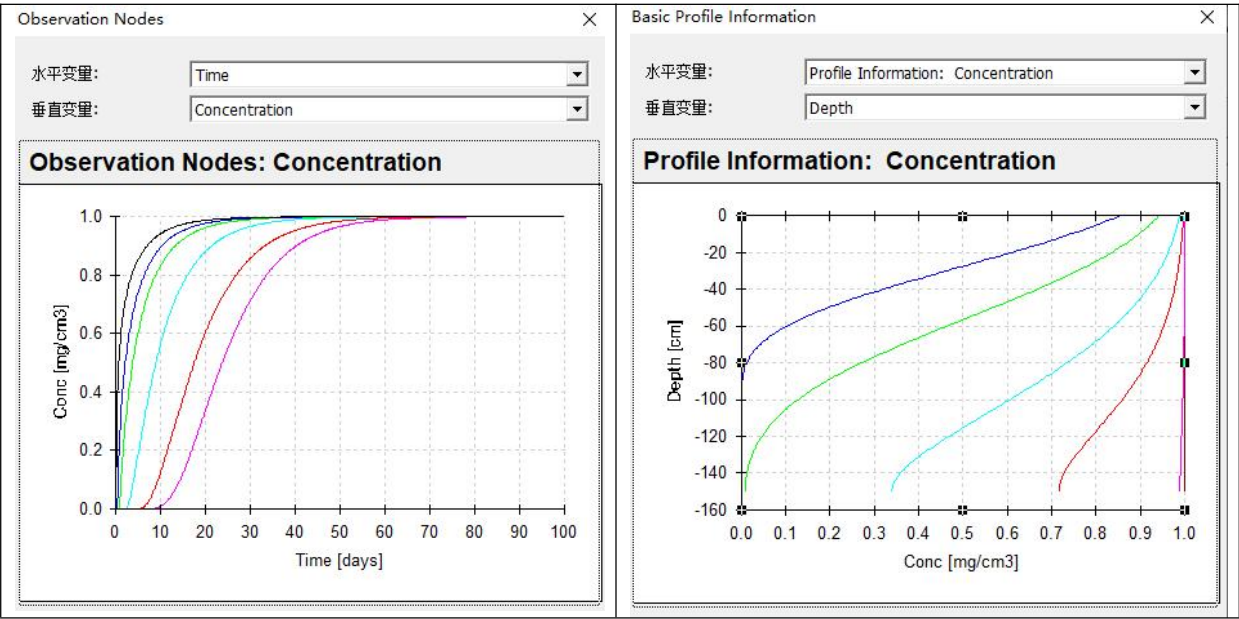 Observation Nodes
水平变量:
Time
垂直变量:
Concentration
Observation Nodes: Concentration
1.0
0.8
0.6
0.4
0.2
0.0
Conc [mg/cm3]
0 10 20 30 40 50 60 70 80 90 100
Time [days]
Basic Profile Information
水平变量:
Profile Information: Concentration
垂直变量:
Depth
Profile Information: Concentration
0
-20
-40
-60
-80
-100
-120
-140
-160
Depth [cm]
0.0 0.1 0.2 0.3 0.4 0.5 0.6 0.7 0.8 0.9 1.0
Conc [mg/cm3]